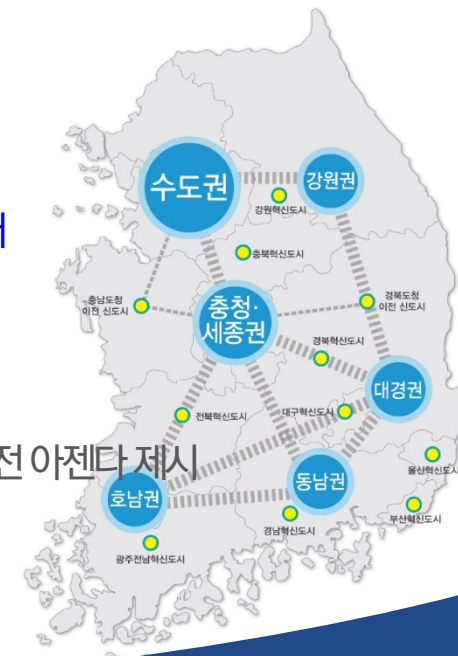 수도권
강원권
강원혁신도시
충북혁신도시
충남도청
이전 신도시
충청·
세종권
경북도청
이전 신도시
경북혁신도시
대경권
전북혁신도시
대구혁신도시
전 아젠다 제시
울산혁신도시
호남권
동남권
경남혁신도시
부산혁신도시
광주전남혁신도시